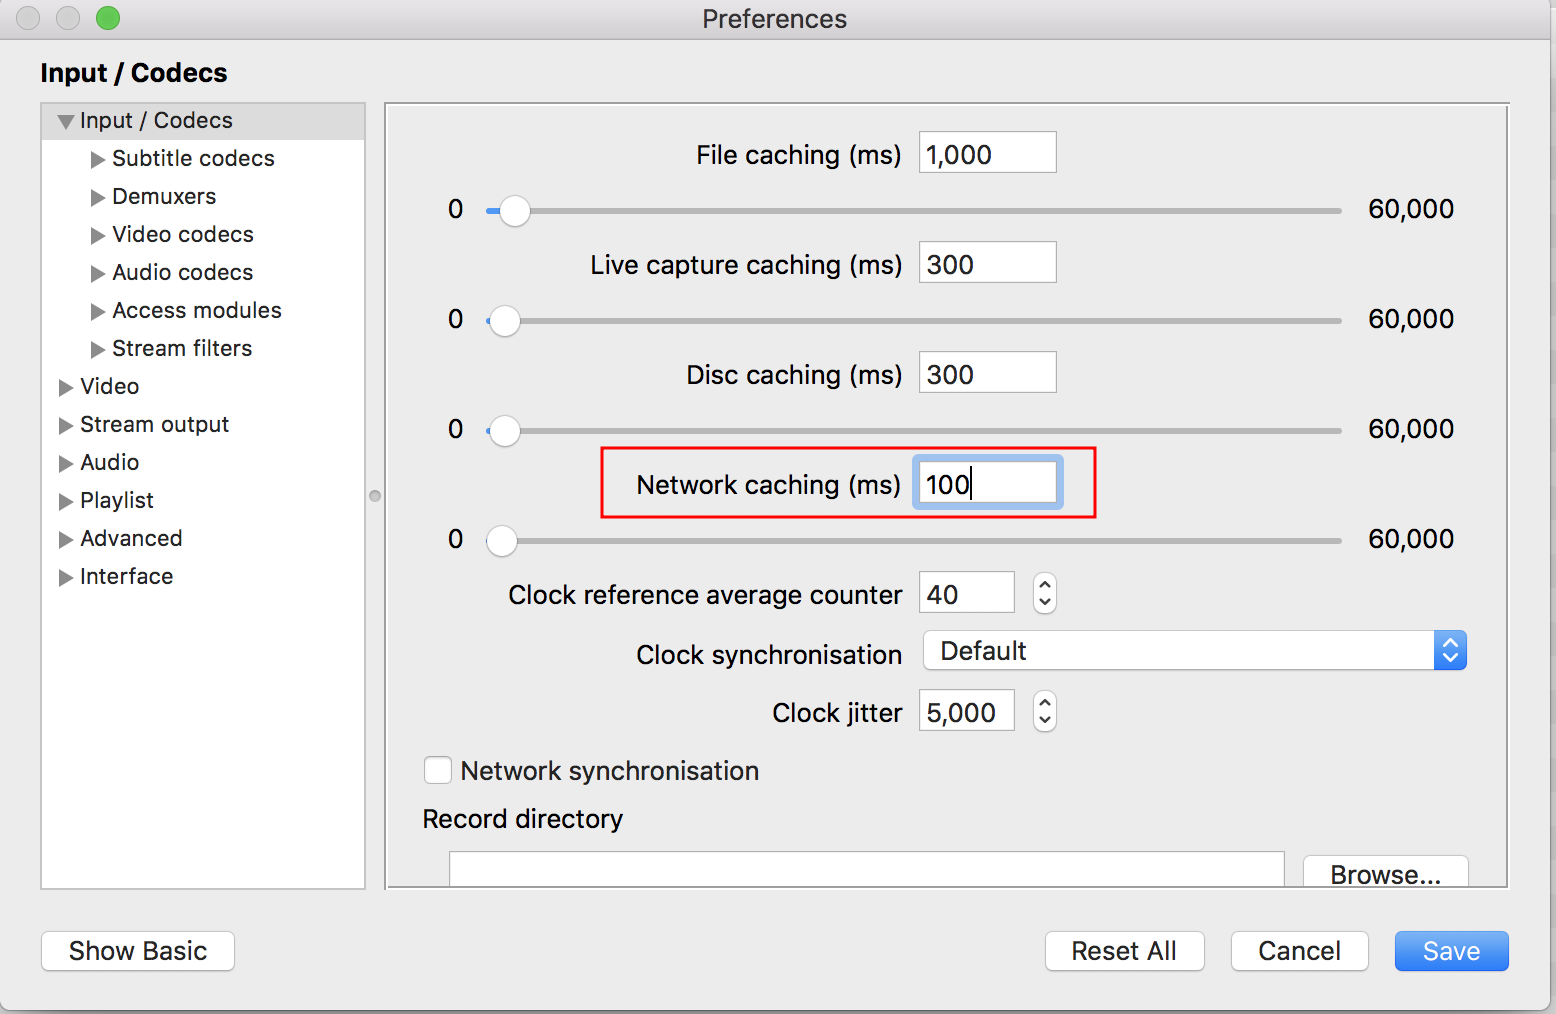 Preferences
Input / Codecs
Input / Codecs
Subtitle codecs
Demuxers
Video codecs
Audio codecs
Access modules
Stream filters
Video
Stream output
Audio
Playlist
Advanced
Interface
File caching (ms) 1,000
0 60,000
Live capture caching (ms) 300
0 60,000
Disc caching (ms) 300
0 60,000
Network caching (ms) 100
0 60,000
Clock reference average counter 40
Clock synchronisation Default
Clock jitter 5,000
Network synchronisation
Record directory
Browse...
Show Basic Reset All Cancel Save